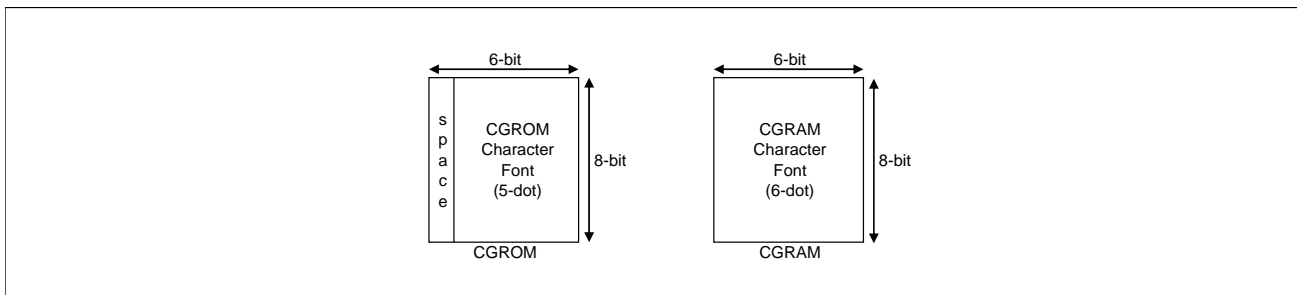 6-bit
space
CGROM
Character
Font
(5-dot)
8-bit
CGROM
6-bit
CGRAM
Character
Font
(6-dot)
8-bit
CGRAM